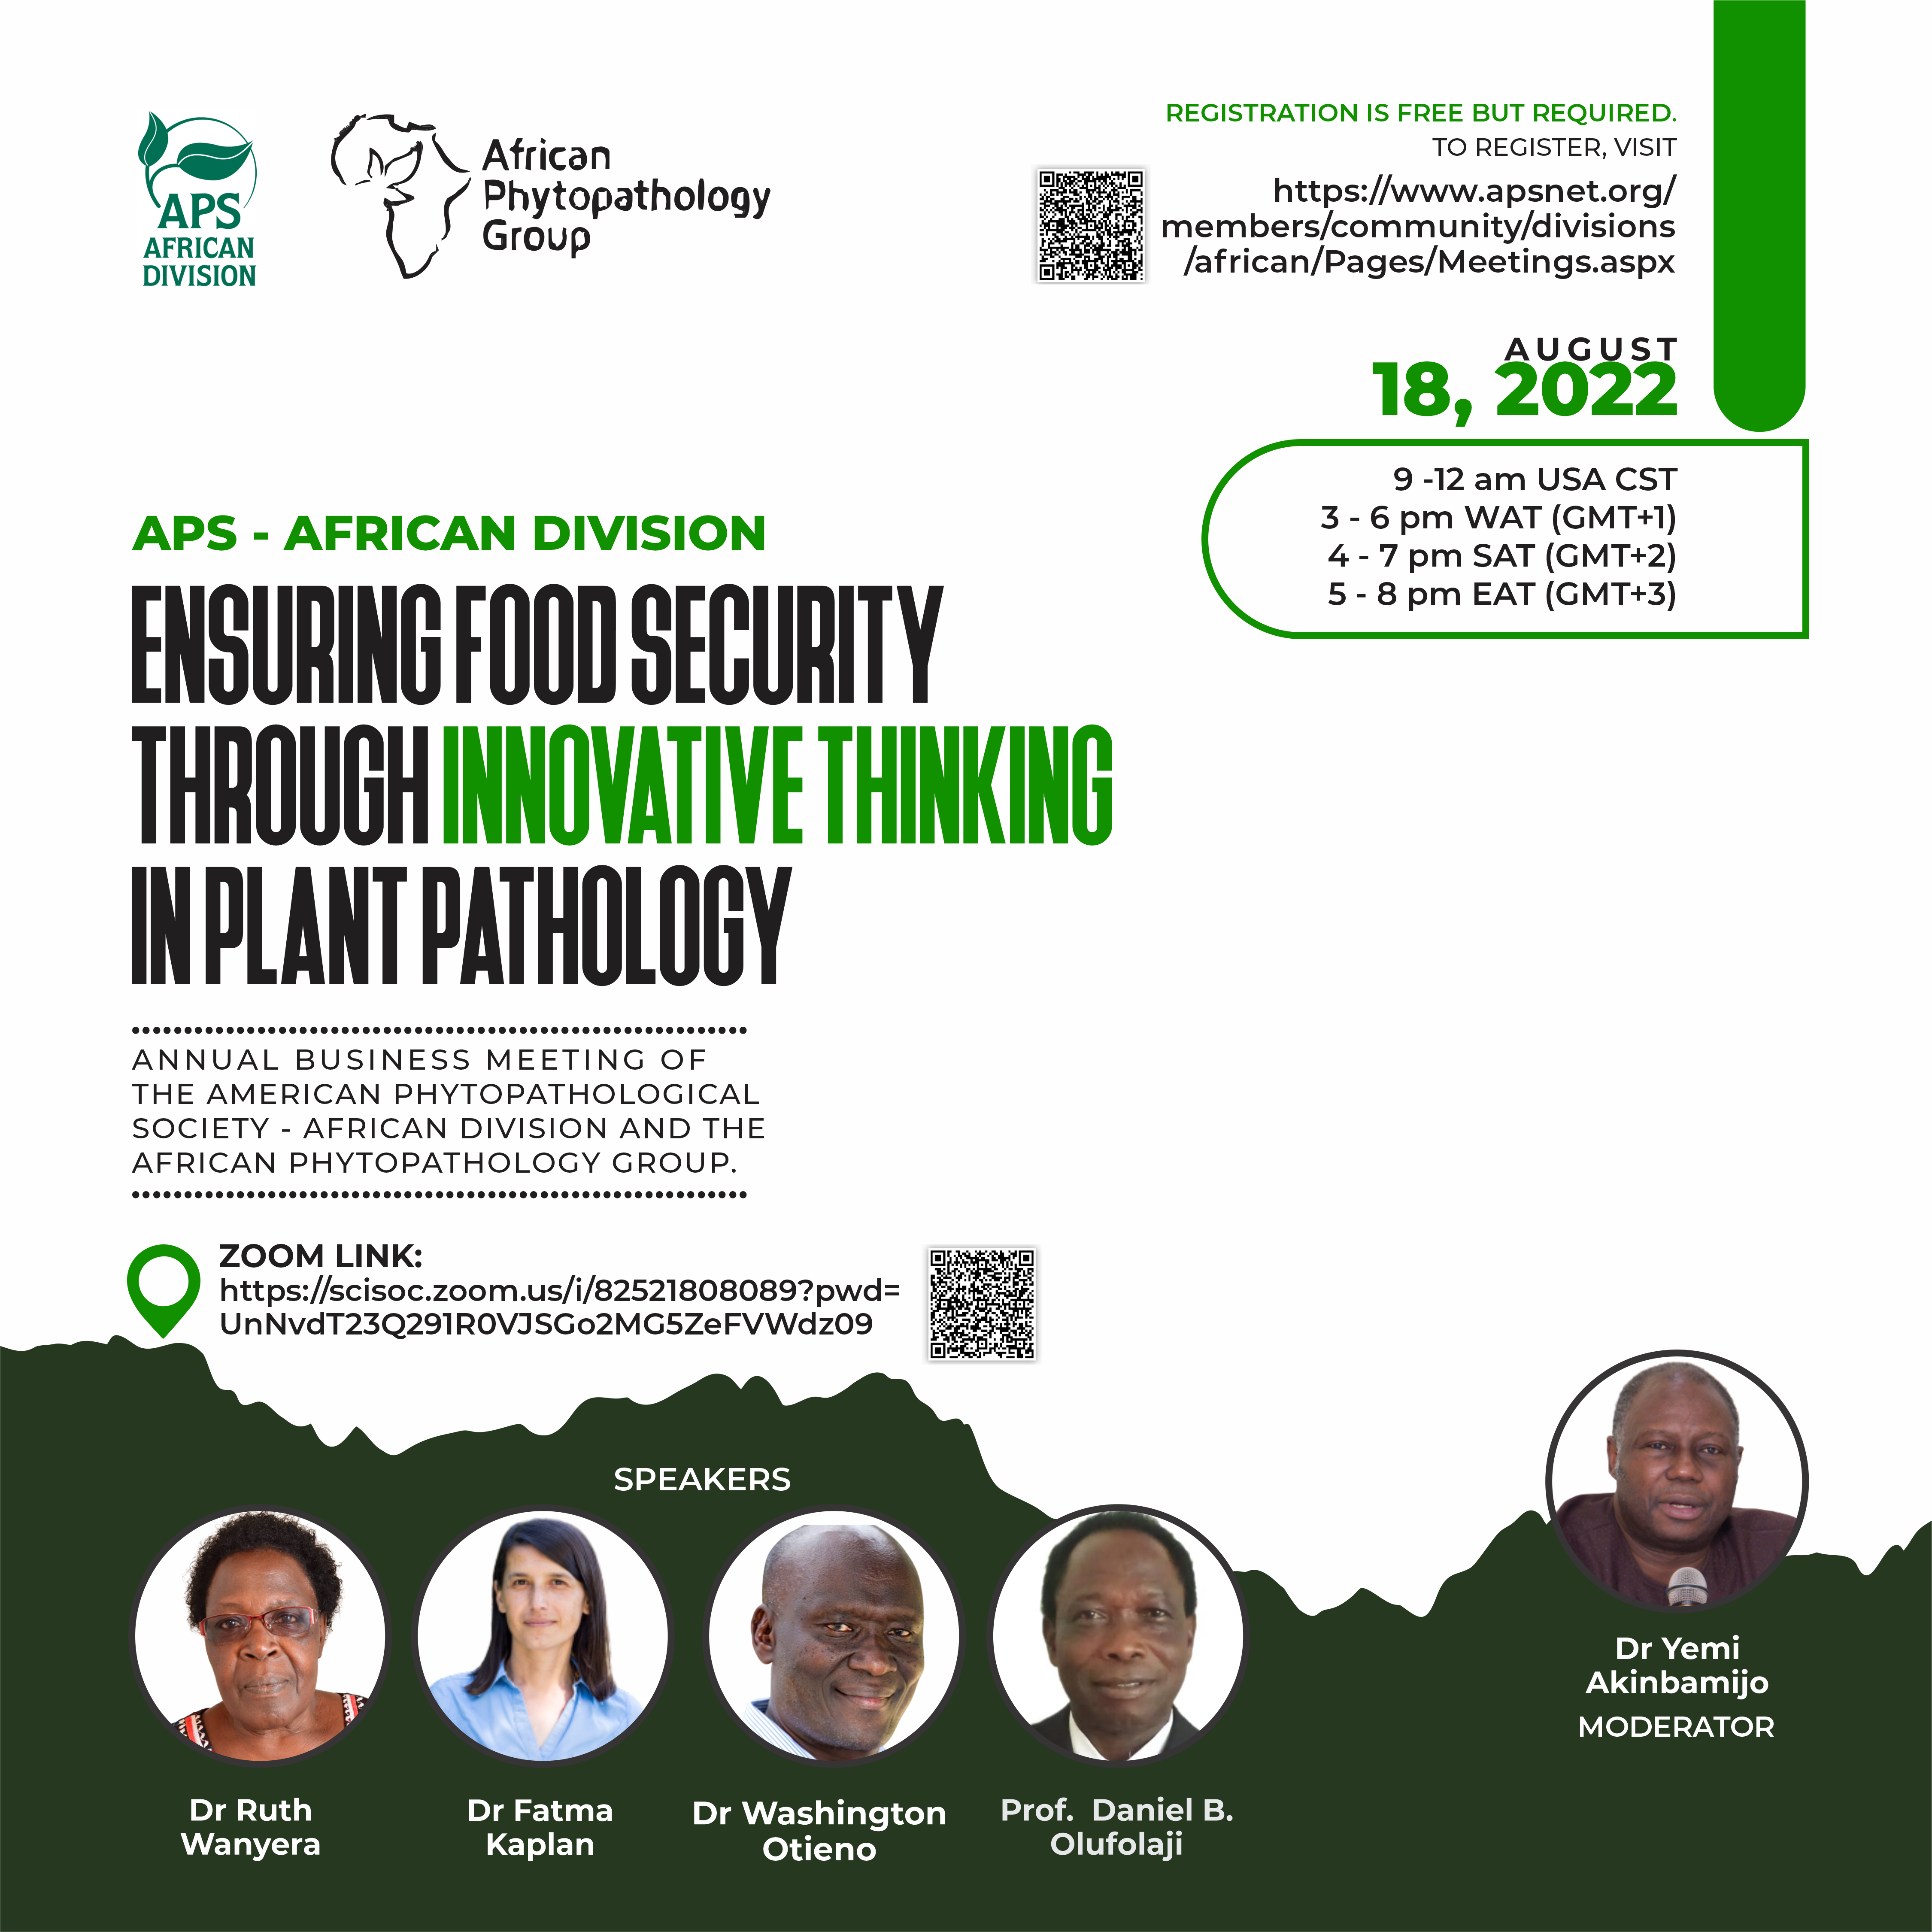 APS
AFRICAN
DIVISION
African
Phytopathology
Group
REGISTRATION IS FREE BUT REQUIRED.
TO REGISTER, VISIT
https://www.apsnet.org/
members/community/divisions
/african/Pages/Meetings.aspx
AUGUST
18, 2022
9 -12 am USA CST
3 - 6 pm WAT (GMT+1)
4 - 7 pm SAT (GMT+2)
5 - 8 pm EAT (GMT+3)
APS - AFRICAN DIVISION
ENSURING FOOD SECURITY
THROUGH INNOVATIVE THINKING
IN PLANT PATHOLOGY
ANNUAL BUSINESS MEETING OF
THE AMERICAN PHYTOPATHOLOGICAL
SOCIETY - AFRICAN DIVISION AND THE
AFRICAN PHYTOPATHOLOGY GROUP.
ZOOM LINK:
https://scisoc.zoom.us/i/82521808089?pwd=
UnNvdT23Q291R0VJSGo2MG5ZeFVWdz09
SPEAKERS
Dr Ruth
Wanyera
Dr Fatma
Kaplan
Dr Washington
Otieno
Prof. Daniel B.
Olufolaji
Dr Yemi
Akinbamijo
MODERATOR